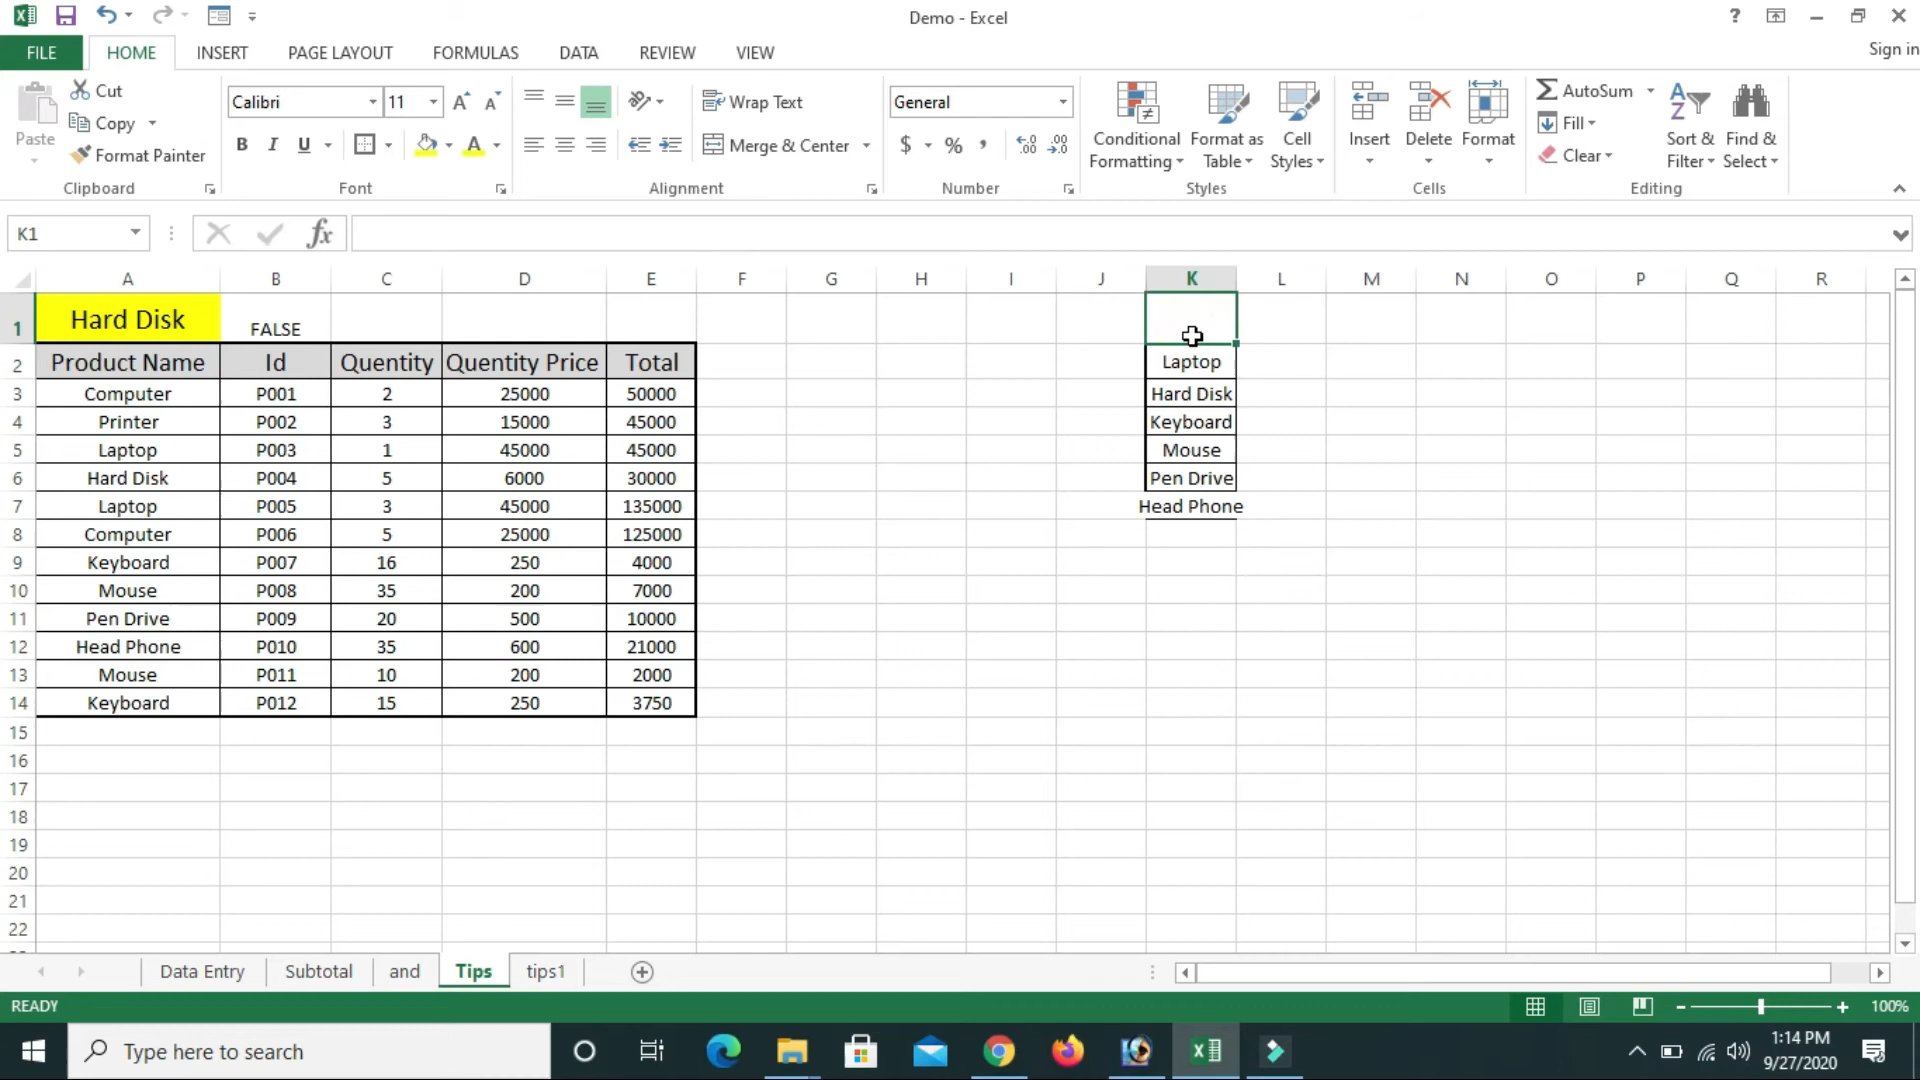 Demo - Excel
?
Sign in
FILE HOME INSERT PAGE LAYOUT FORMULAS DATA REVIEW VIEW
Paste
Cut
Copy
Format Painter
Clipboard
Calibri 11
B I U
Font
Wrap Text
Merge & Center
Alignment
General
$ % ,
Number
Conditional Formatting
Format as Table
Cell Styles
Styles
Insert
Delete
Format
Cells
AutoSum
Fill
Clear
Sort & Filter
Find & Select
Editing
K1
fx
A B C D E F G H I J K L M N O P Q R
1 Hard Disk FALSE
2 Product Name Id Quentity Quentity Price Total Laptop
3 Computer P001 2 25000 50000 Hard Disk
4 Printer P002 3 15000 45000 Keyboard
5 Laptop P003 1 45000 45000 Mouse
6 Hard Disk P004 5 6000 30000 Pen Drive
7 Laptop P005 3 45000 135000 Head Phone
8 Computer P006 5 25000 125000
9 Keyboard P007 16 250 4000
10 Mouse P008 35 200 7000
11 Pen Drive P009 20 500 10000
12 Head Phone P010 35 600 21000
13 Mouse P011 10 200 2000
14 Keyboard P012 15 250 3750
15
16
17
18
19
20
21
22
Data Entry Subtotal and Tips tips1
READY
100%
Type here to search
1:14 PM
9/27/2020